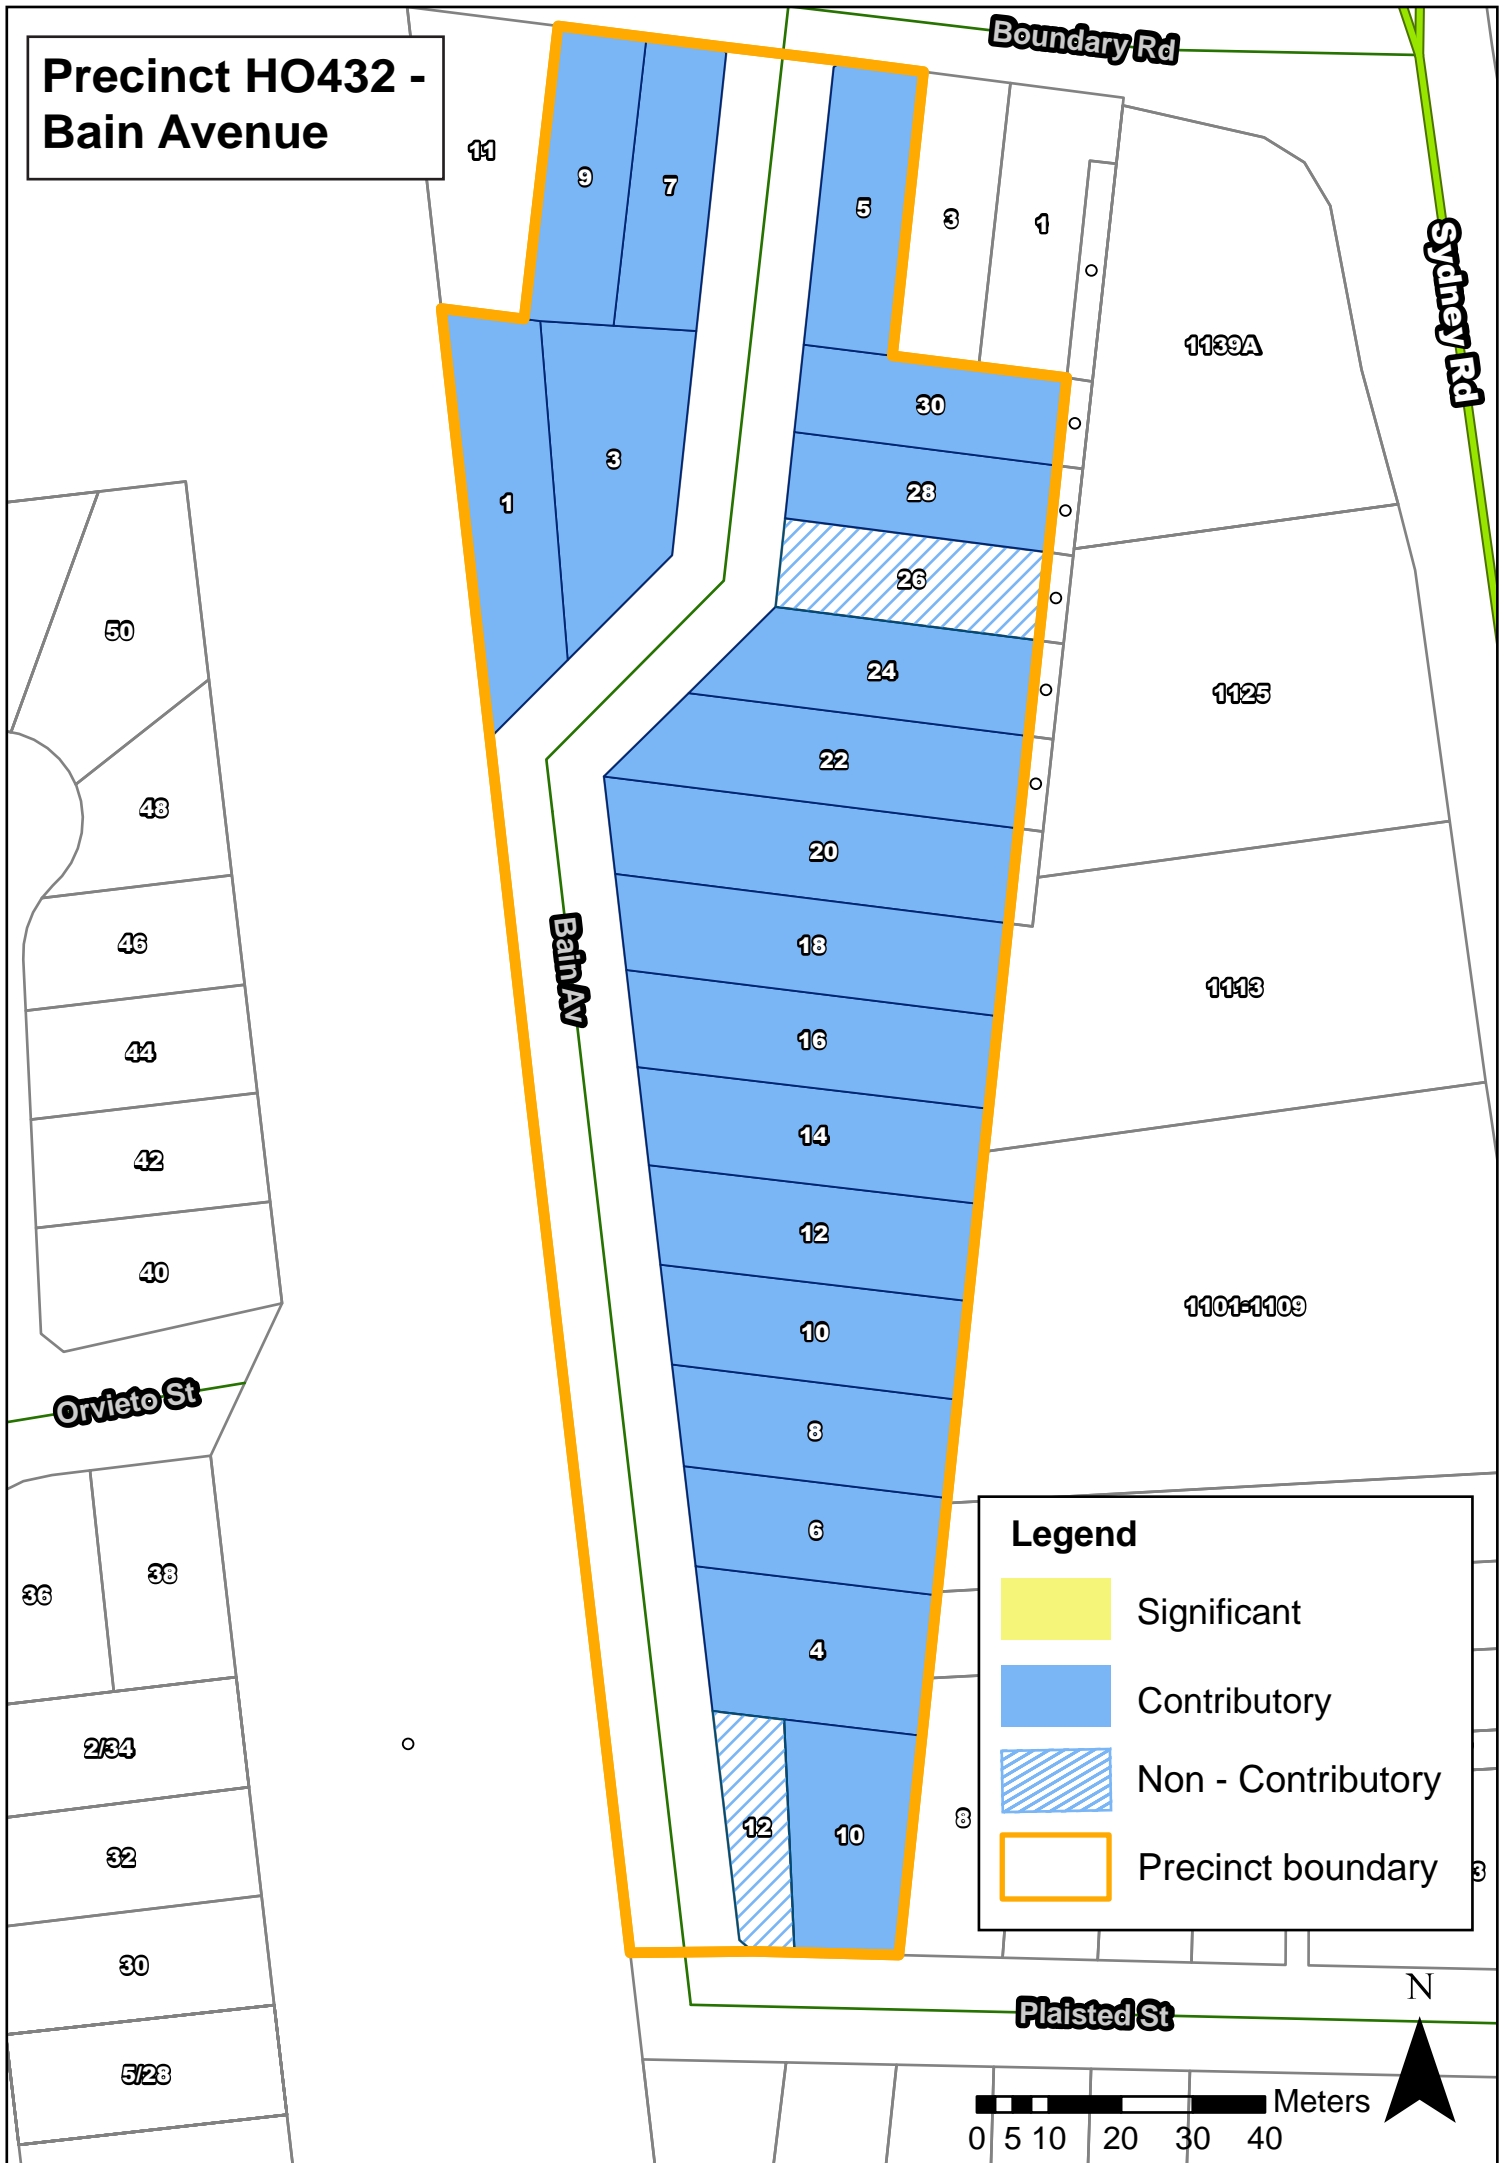 Precinct HO432 -
Bain Avenue
Boundary Rd
Sydney Rd
11
9
7
5
3
1
1139A
30
3
28
1
26
50
24
1125
22
48
20
46
18
Bain Av
1113
44
16
14
42
12
40
1101-1109
10
Orvieto St
8
6
38
36
4
2/34
8
12
10
32
3
30
5/28
Legend
Significant
Contributory
Non - Contributory
Precinct boundary
Plaisted St
N
Meters
0 5 10 20 30 40